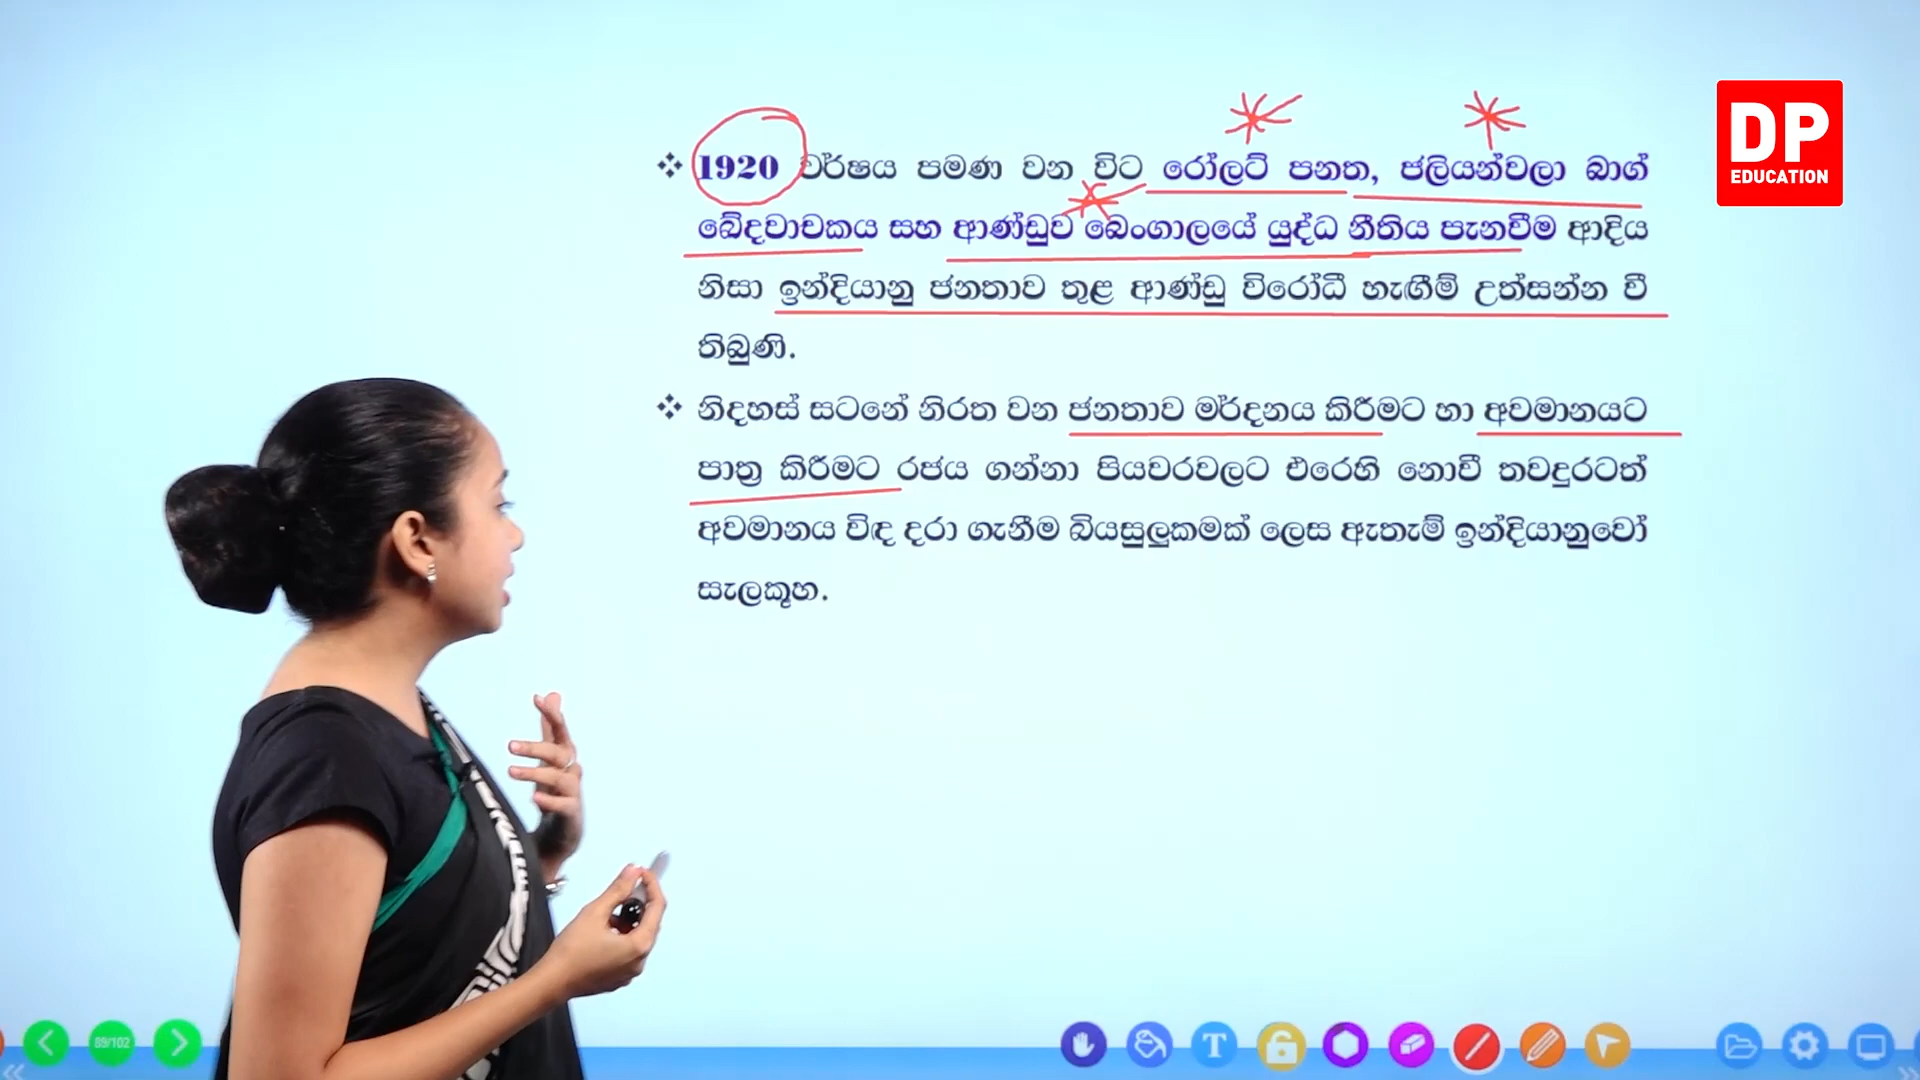 DP
EDUCATION
❖ 1920 වර්ෂය පමණ වන විට රෝලට් පනත, ජලියන්වලා බාග්
ඛේදවාචකය සහ ආණ්ඩුව බෙංගාලයේ යුද්ධ නීතිය පැනවීම ආදිය
නිසා ඉන්දියානු ජනතාව තුළ ආණ්ඩු විරෝධී හැඟීම් උත්සන්න වී
තිබුණි.
❖ නිදහස් සටනේ නිරත වන ජනතාව මර්දනය කිරීමට හා අවමානයට
පාත්‍ර කිරීමට රජය ගන්නා පියවරවලට එරෙහි නොවී තවදුරටත්
අවමානය විඳ දරා ගැනීම බියසුලුකමක් ලෙස ඇතැම් ඉන්දියානුවෝ
සැලකූහ.
89/102
T